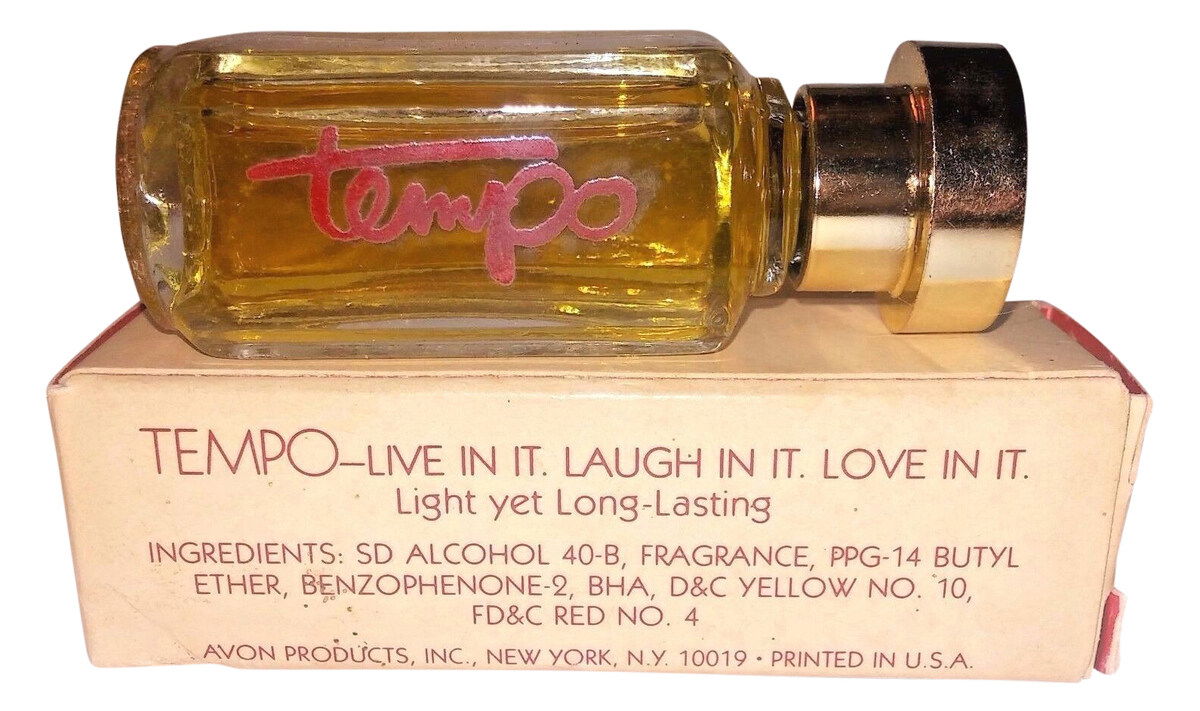 tempo
TEMPO–LIVE IN IT. LAUGH IN IT. LOVE IN IT.
Light yet Long-Lasting
INGREDIENTS: SD ALCOHOL 40-B, FRAGRANCE, PPG-14 BUTYL
ETHER, BENZOPHENONE-2, BHA, D&C YELLOW NO. 10,
FD&C RED NO. 4
AVON PRODUCTS, INC., NEW YORK, N.Y. 10019 • PRINTED IN U.S.A.